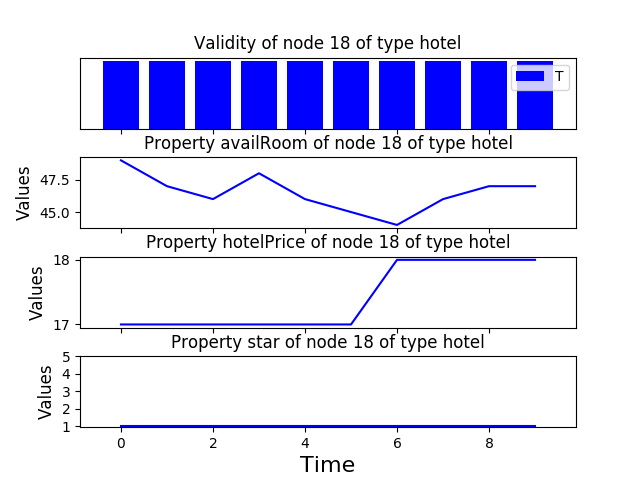 Validity of node 18 of type hotel
T
Property availRoom of node 18 of type hotel
Values
47.5
45.0
Property hotelPrice of node 18 of type hotel
Values
18
17
Property star of node 18 of type hotel
Values
5
4
3
2
1
0 2 4 6 8
Time